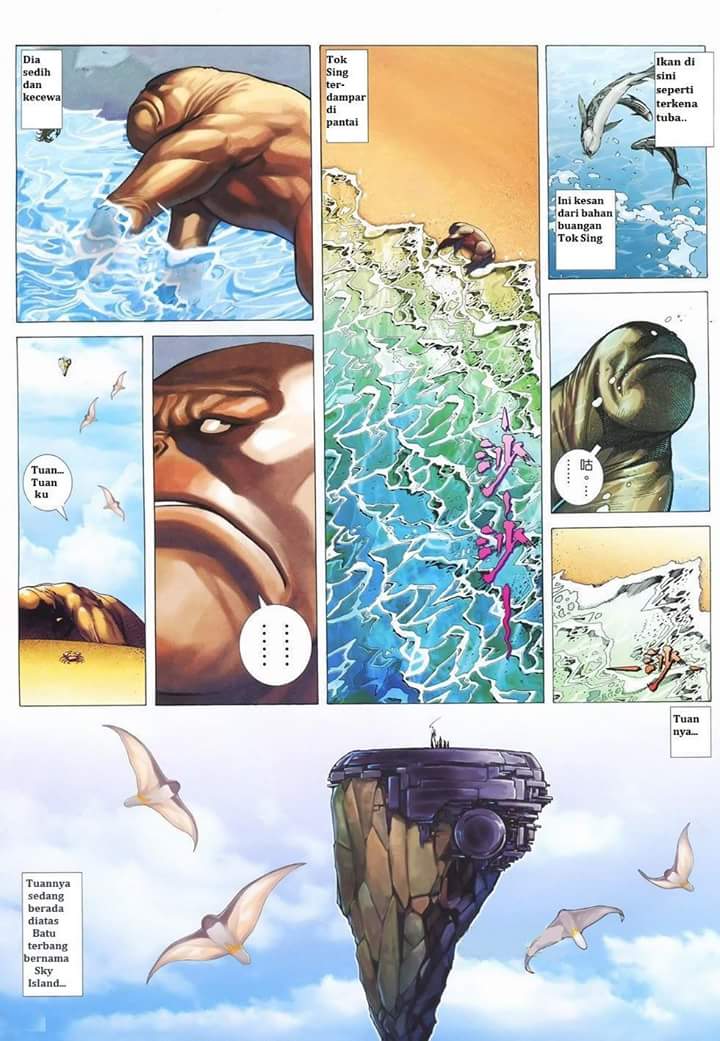 Ikan di
sini
seperti
terkena
tuba..
Ini kesan
dari bahan
buangan
Tok Sing
咕。
……
Tok
Sing
ter-
dampar
di
pantai
沙—沙—
Dia
sedih
dan
kecewa
……
……
Tuan...
Tuan
ku
Tuan
nya...
Tuannya
sedang
berada
diatas
Batu
terbang
bernama
Sky
Island...